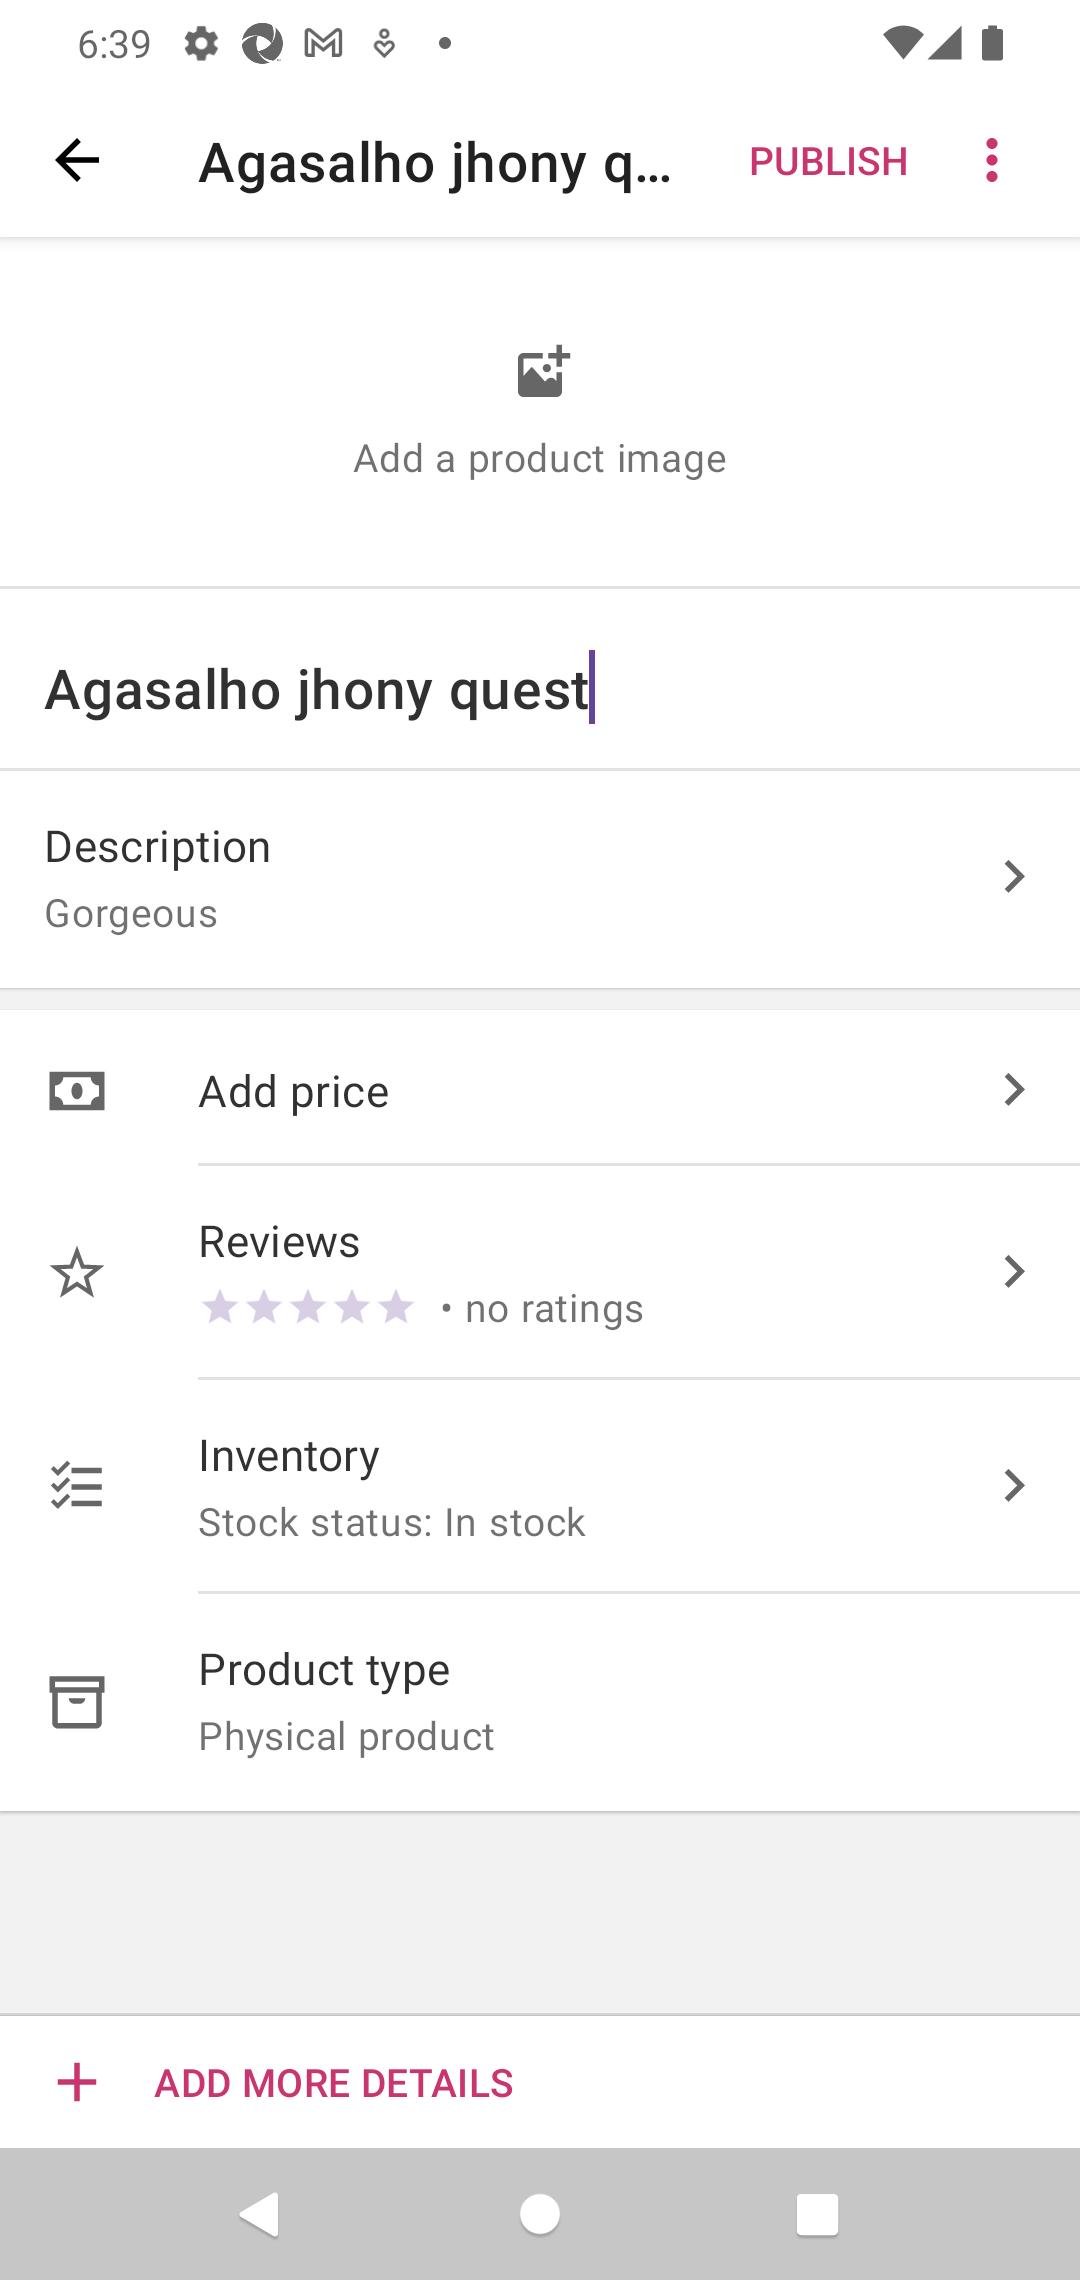 6:39
Agasalho jhony q...
PUBLISH
Add a product image
Agasalho jhony quest
Description
Gorgeous
Add price
Reviews
• no ratings
Inventory
Stock status: In stock
Product type
Physical product
ADD MORE DETAILS